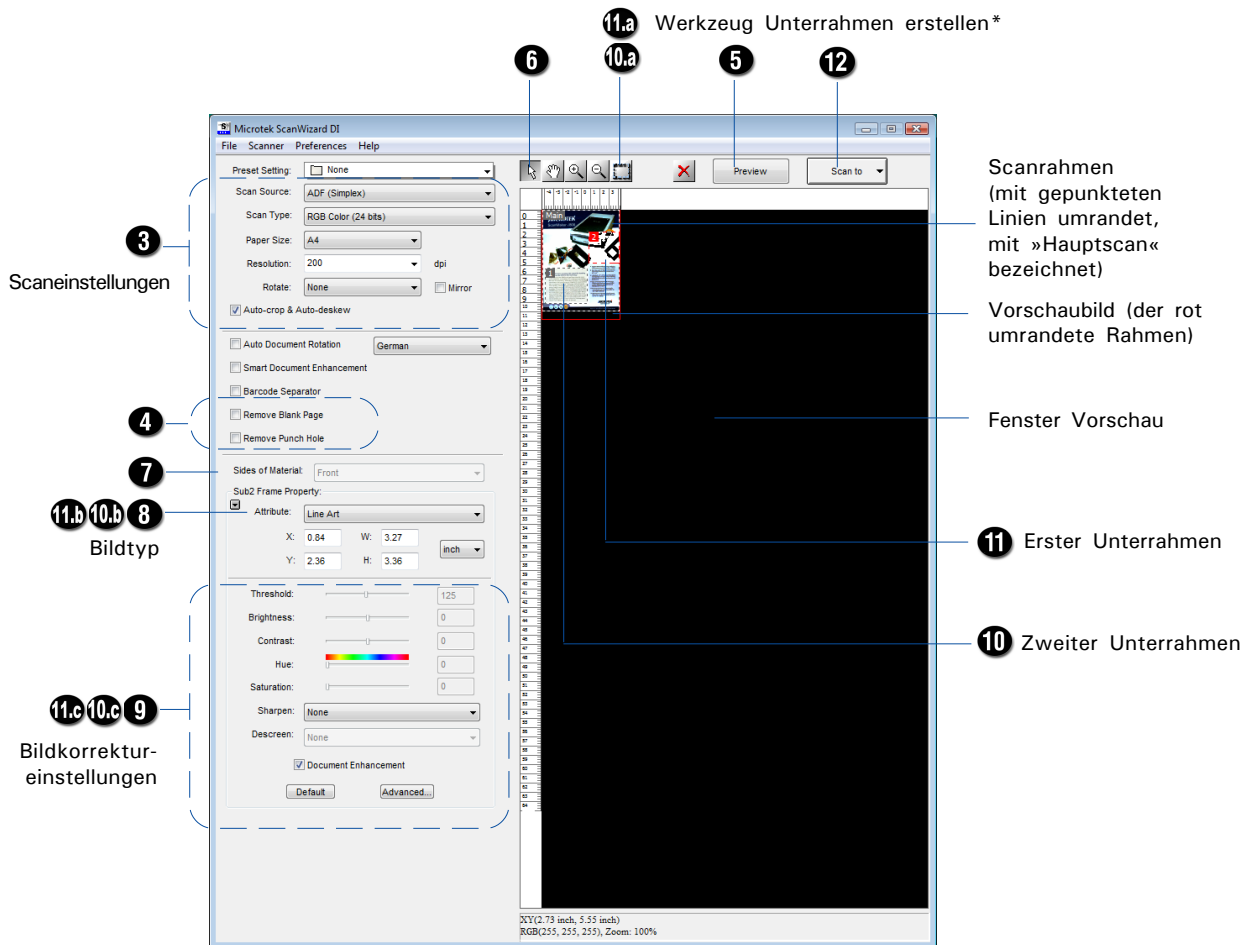 11.a Werkzeug Unterrahmen erstellen*
6 10.a 5 12
Microtek ScanWizard DI
File Scanner Preferences Help
Preset Setting: None
Preview
Scan to
3
Scaneinstellungen
Scan Source: ADF (Simplex)
Scan Type: RGB Color (24 bits)
Paper Size: A4
Resolution: 200 dpi
Rotate: None Mirror
Auto-crop & Auto-deskew
Auto Document Rotation German
Smart Document Enhancement
Barcode Separator
4
Remove Blank Page
Remove Punch Hole
7
Sides of Material: Front
Sub2 Frame Property:
11.b 10.b 8
Bildtyp
Attribute: Line Art
X: 0.84 W: 3.27
inch
Y: 2.36 H: 3.36
Threshold: 125
Brightness: 0
Contrast: 0
Hue: 0
Saturation: 0
11.c 10.c 9
Bildkorrektur-
einstellungen
Sharpen: None
Descreen: None
Document Enhancement
Default Advanced...
Main
2
1
XY(2.73 inch, 5.55 inch)
RGB(255, 255, 255), Zoom: 100%
Scanrahmen
(mit gepunkteten
Linien umrandet,
mit »Hauptscan«
bezeichnet)
Vorschaubild (der rot
umrandete Rahmen)
Fenster Vorschau
11 Erster Unterrahmen
10 Zweiter Unterrahmen